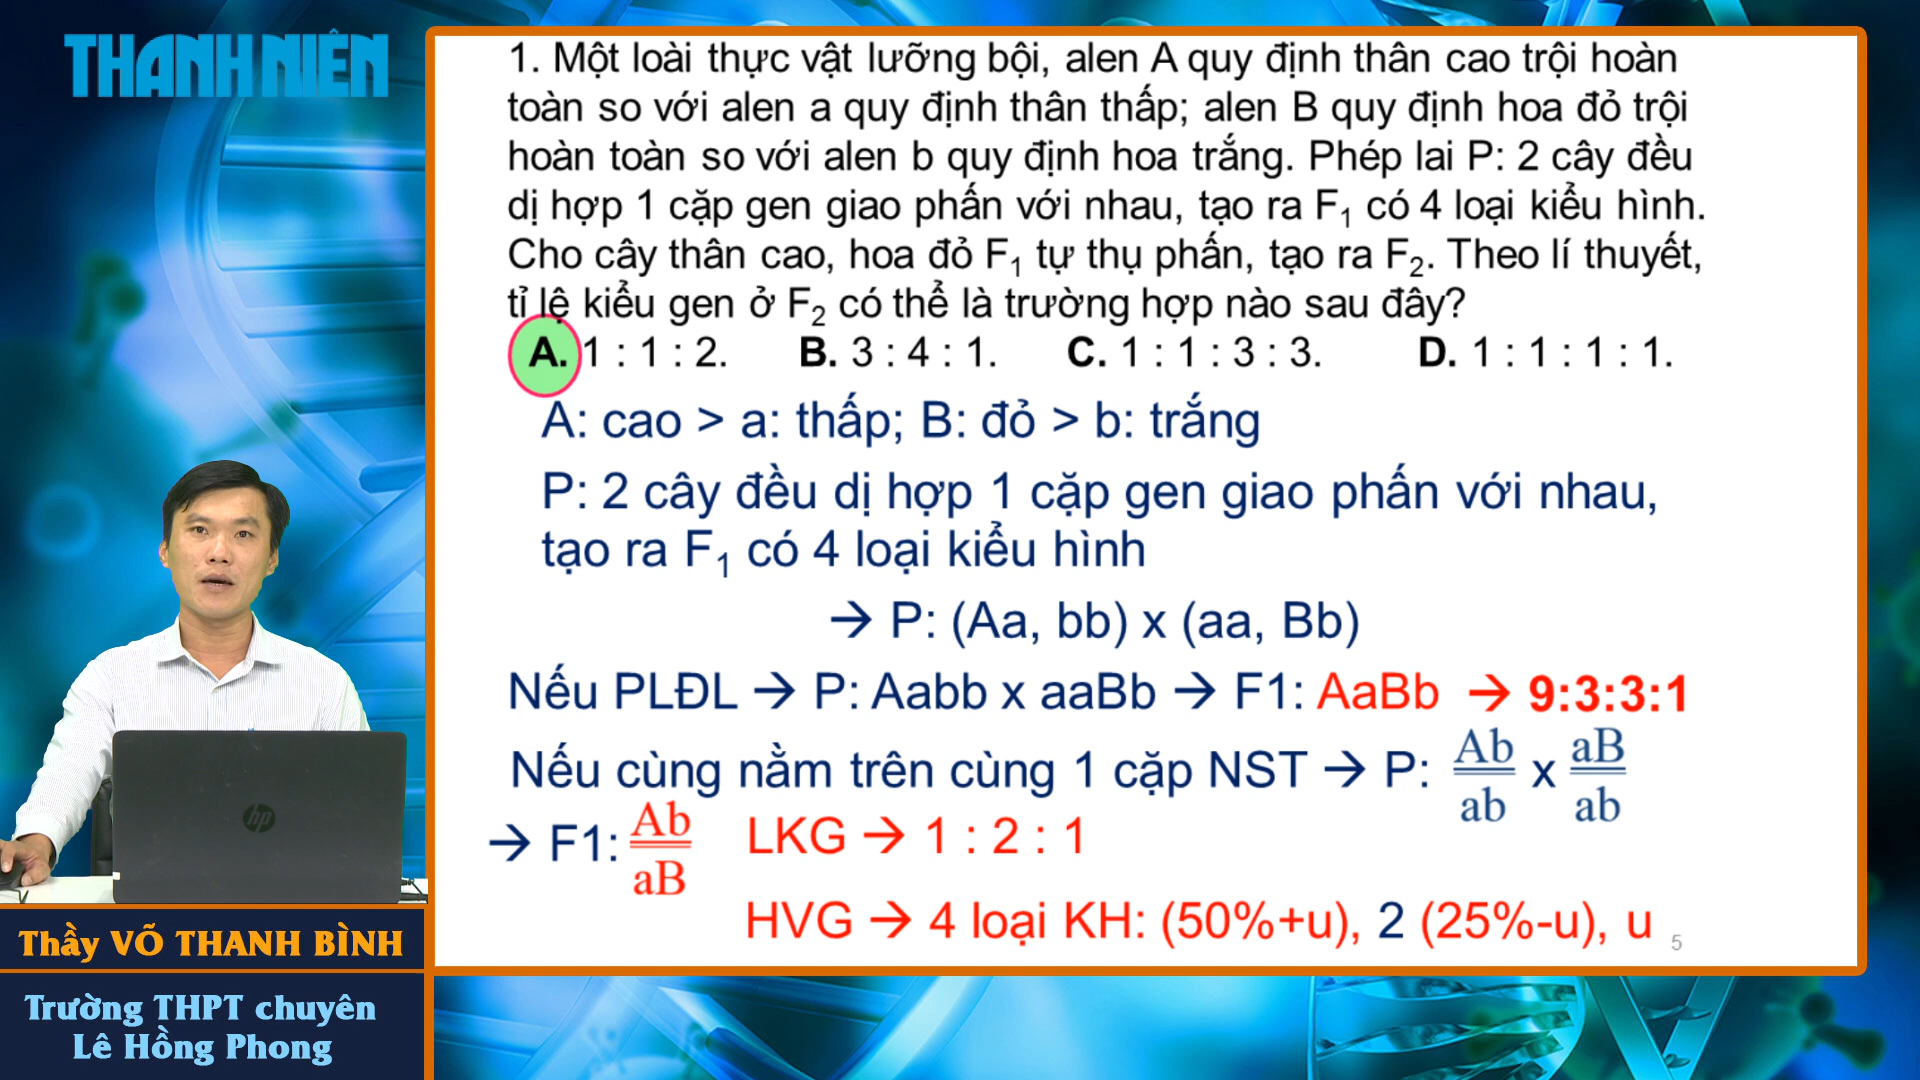 THANH NIÊN
1. Một loài thực vật lưỡng bội, alen A quy định thân cao trội hoàn
toàn so với alen a quy định thân thấp; alen B quy định hoa đỏ trội
hoàn toàn so với alen b quy định hoa trắng. Phép lai P: 2 cây đều
dị hợp 1 cặp gen giao phấn với nhau, tạo ra F₁ có 4 loại kiểu hình.
Cho cây thân cao, hoa đỏ F₁ tự thụ phấn, tạo ra F₂. Theo lí thuyết,
tỉ lệ kiểu gen ở F₂ có thể là trường hợp nào sau đây?
A. 1 : 1 : 2. B. 3 : 4 : 1. C. 1 : 1 : 3 : 3. D. 1 : 1 : 1 : 1.
A: cao > a: thấp; B: đỏ > b: trắng
P: 2 cây đều dị hợp 1 cặp gen giao phấn với nhau,
tạo ra F₁ có 4 loại kiểu hình
→ P: (Aa, bb) x (aa, Bb)
Nếu PLĐL → P: Aabb x aaBb → F1: AaBb → 9:3:3:1
Nếu cùng nằm trên cùng 1 cặp NST → P: Ab/ab x aB/ab
→ F1: Ab/aB LKG → 1 : 2 : 1
HVG → 4 loại KH: (50%+u), 2 (25%-u), u
5
hp
Thầy VÕ THANH BÌNH
Trường THPT chuyên
Lê Hồng Phong